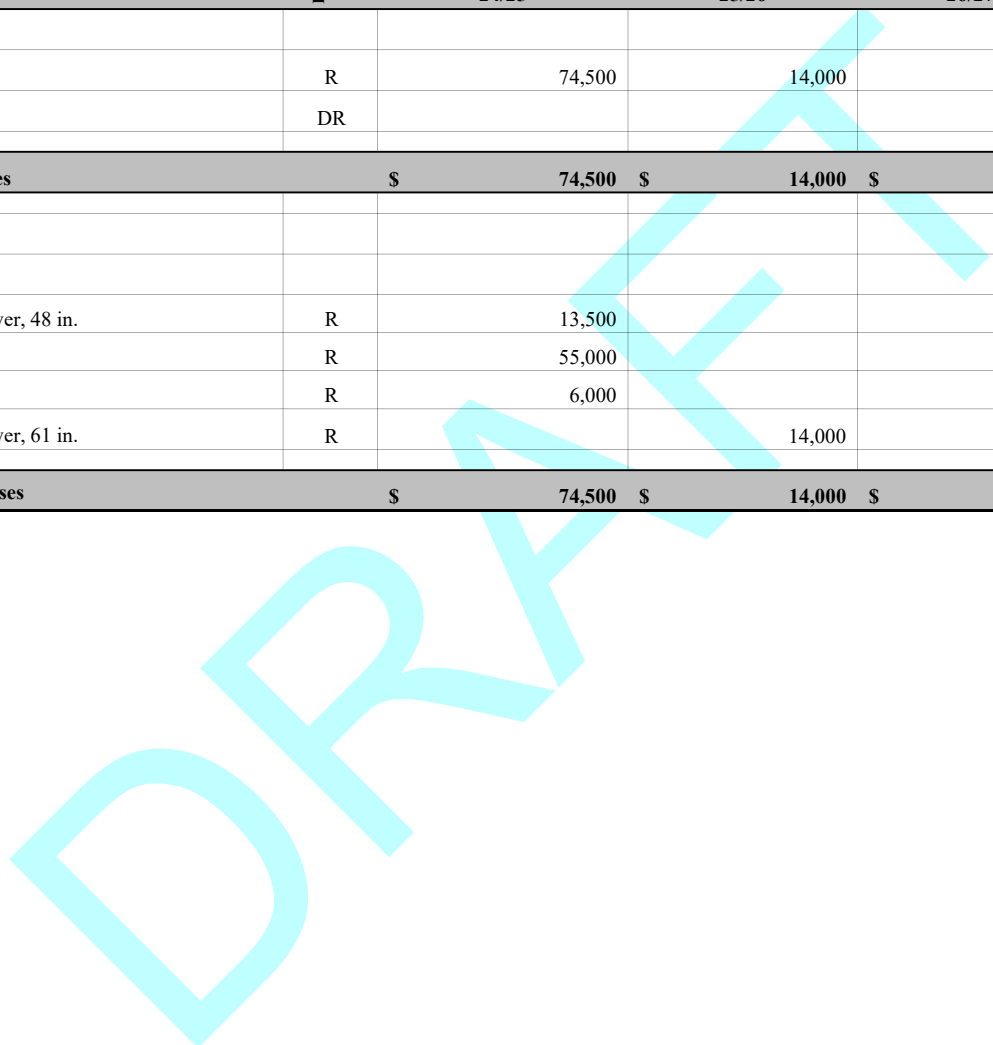 R 74,500 14,000
DR
es $ 74,500 $ 14,000 $
ver, 48 in. R 13,500
R 55,000
R 6,000
ver, 61 in. R 14,000
ses $ 74,500 $ 14,000 $
DRAFT